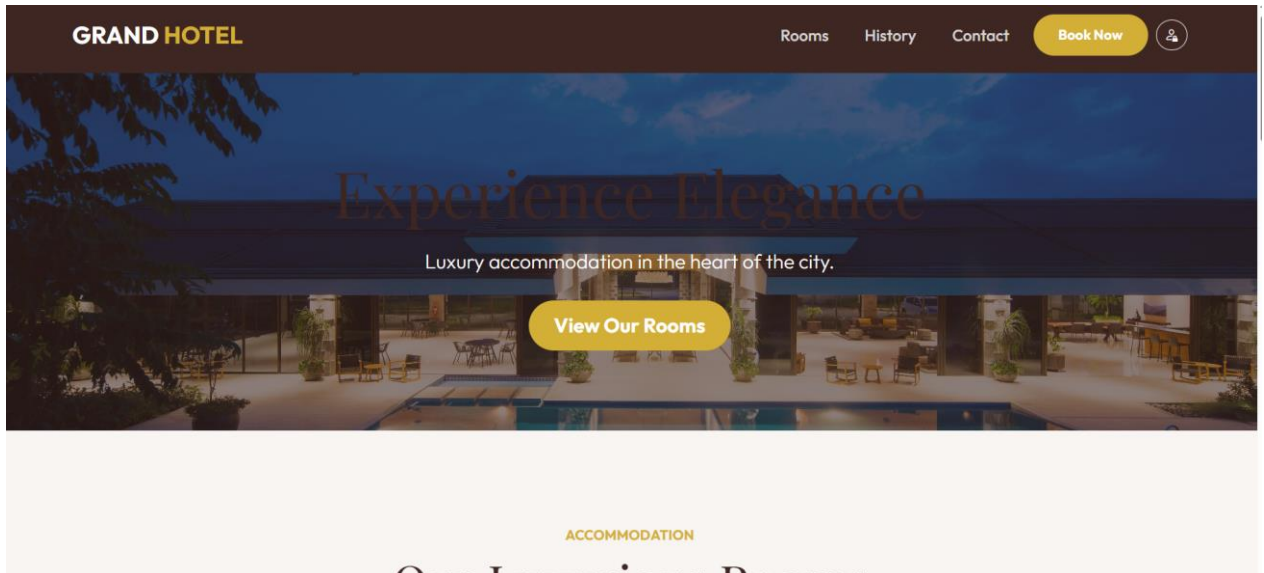 GRAND HOTEL
Rooms History Contact Book Now
Experience Elegance
Luxury accommodation in the heart of the city.
View Our Rooms
ACCOMMODATION